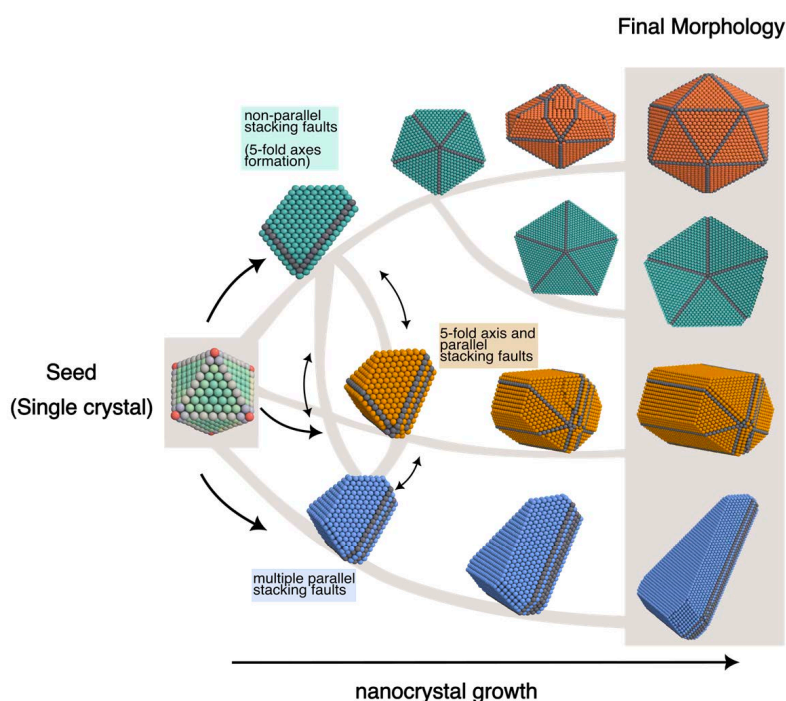 Final Morphology
non-parallel
stacking faults
(5-fold axes
formation)
5-fold axis and
parallel
stacking faults
Seed
(Single crystal)
multiple parallel
stacking faults
nanocrystal growth